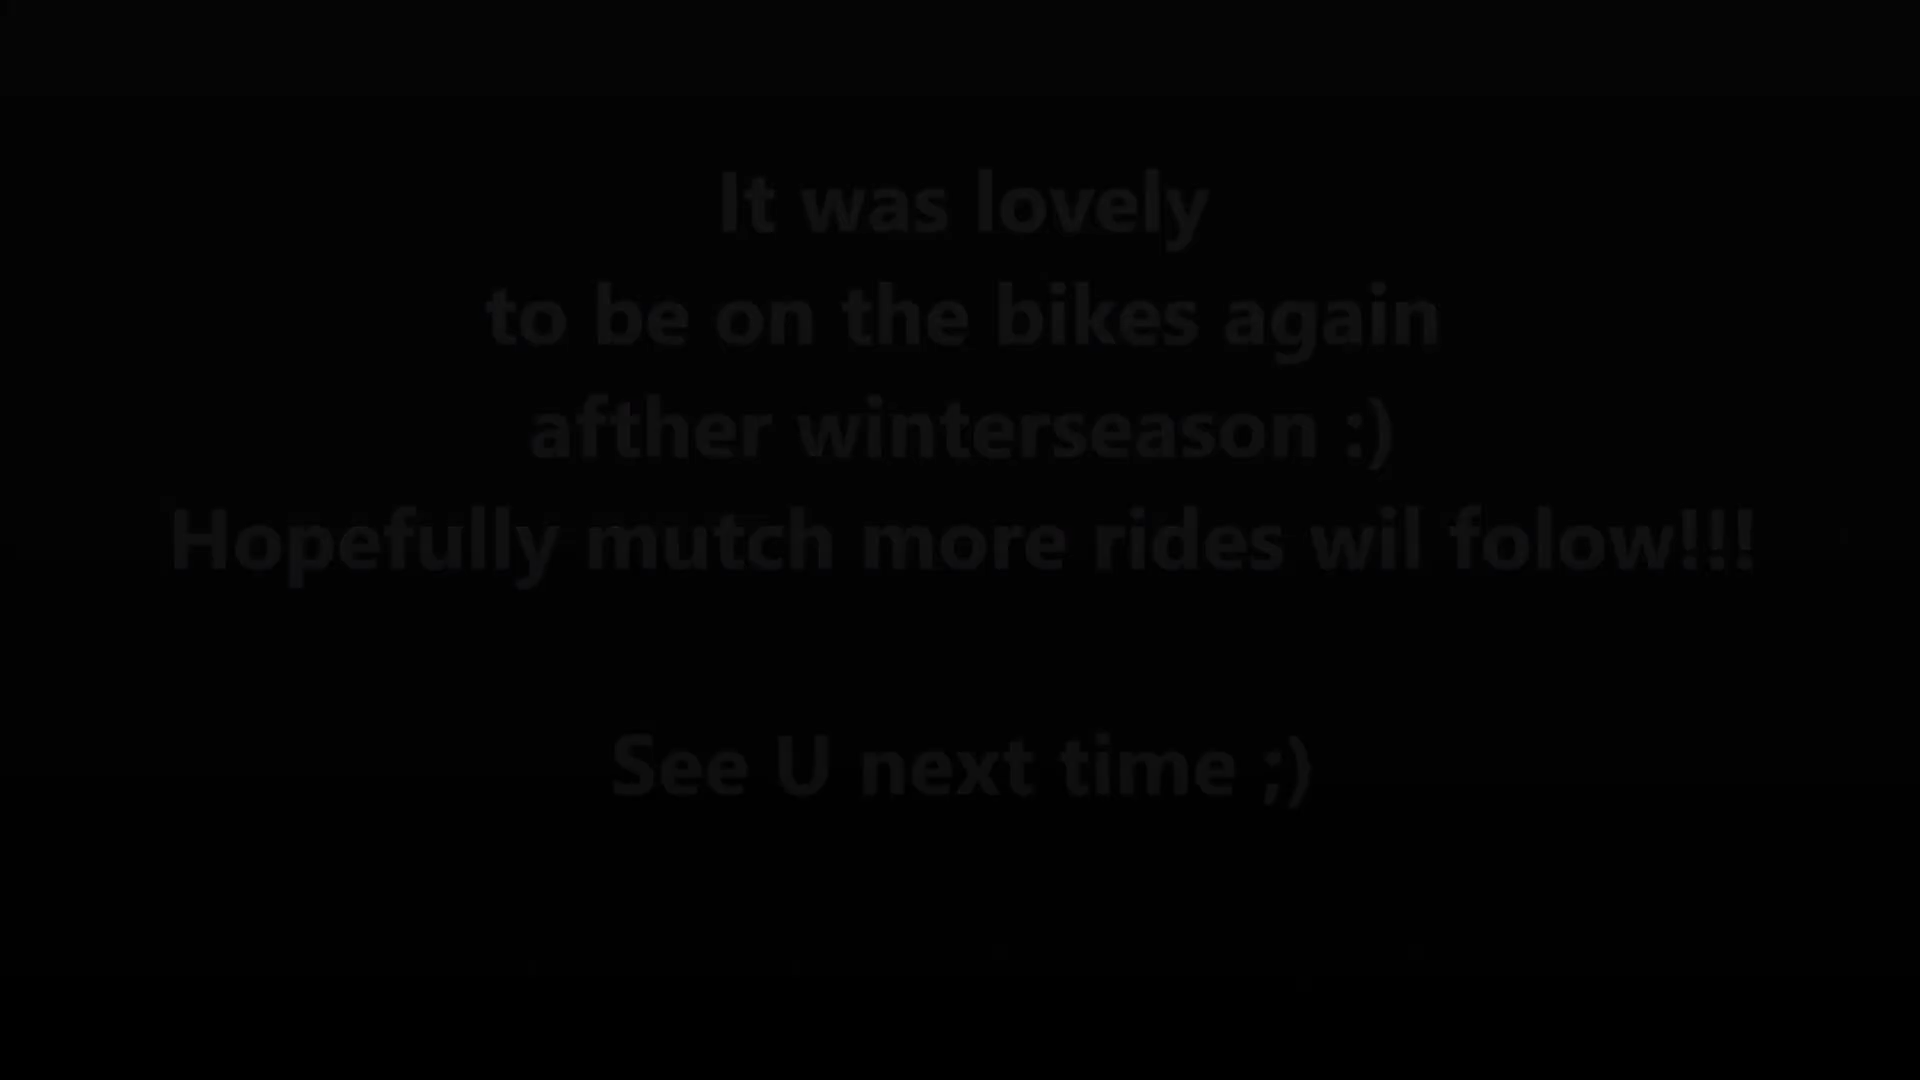 It was lovely
to be on the bikes again
afther winterseason :)
Hopefully mutch more rides wil folow!!!
See U next time ;)